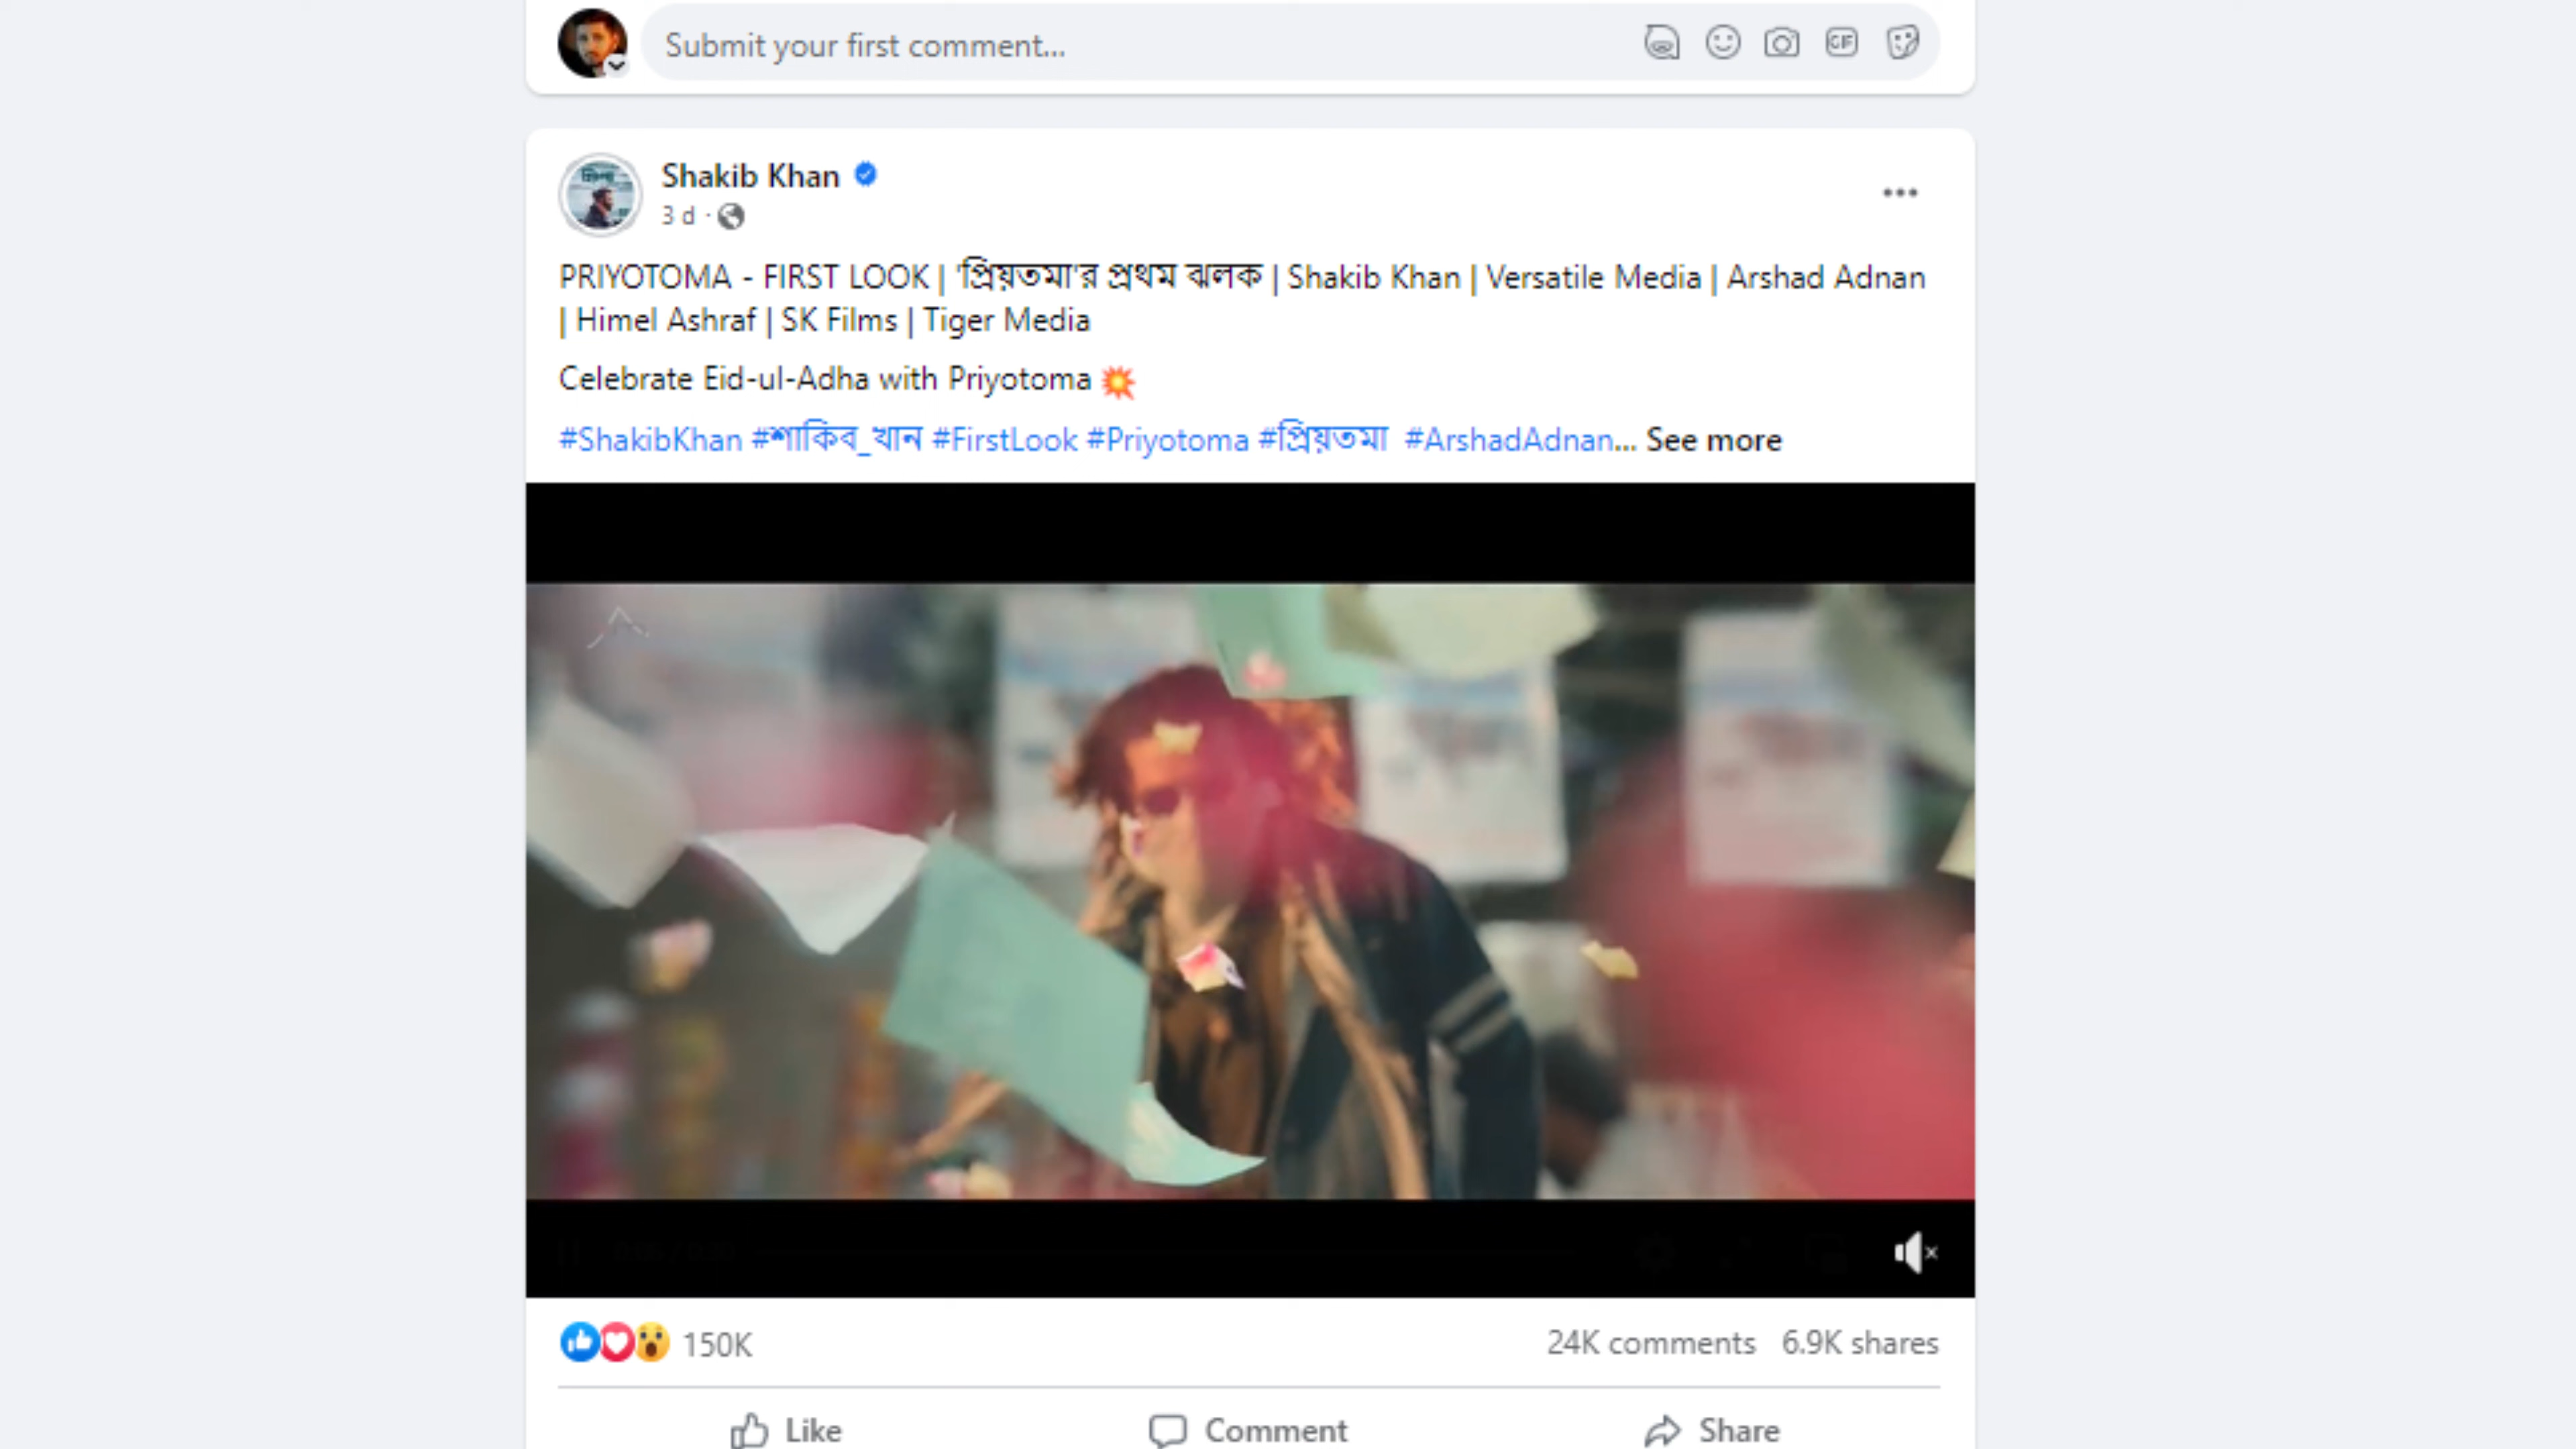 Submit your first comment...
Shakib Khan
3 d ·
PRIYOTOMA - FIRST LOOK | 'প্রিয়তমা'র প্রথম ঝলক | Shakib Khan | Versatile Media | Arshad Adnan
| Himel Ashraf | SK Films | Tiger Media
Celebrate Eid-ul-Adha with Priyotoma 💥
#ShakibKhan #শাকিব_খান #FirstLook #Priyotoma #প্রিয়তমা #ArshadAdnan... See more
150K
24K comments 6.9K shares
Like Comment Share